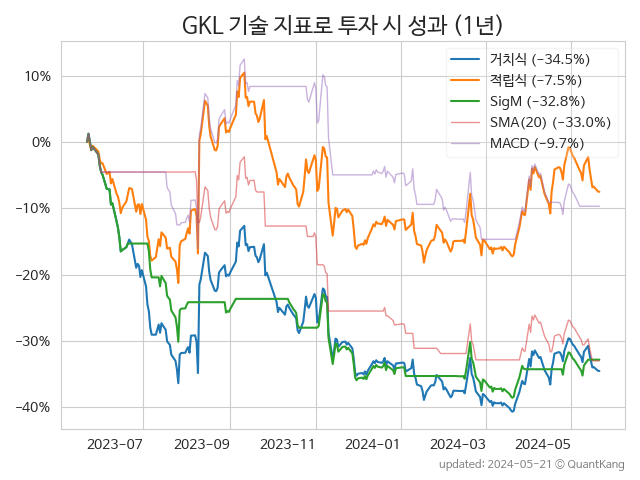 GKL 기술 지표로 투자 시 성과 (1년)
거치식 (−34.5%)
적립식 (−7.5%)
SigM (−32.8%)
SMA(20) (−33.0%)
MACD (−9.7%)
10%
0%
−10%
−20%
−30%
−40%
2023-07 2023-09 2023-11 2024-01 2024-03 2024-05
updated: 2024-05-21 © QuantKang